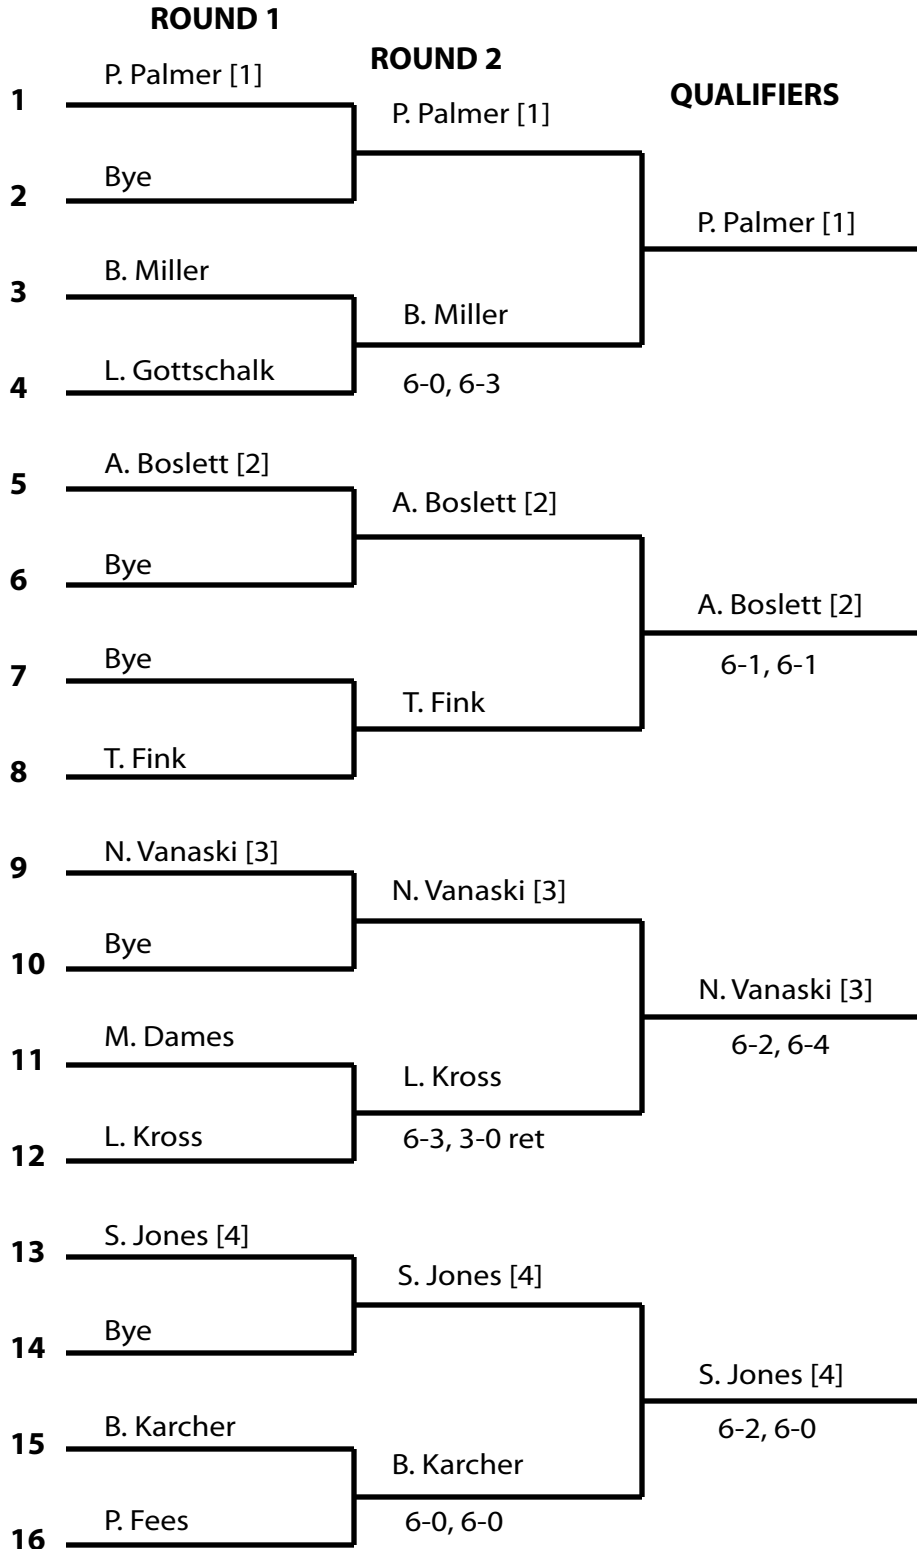 ROUND 1
ROUND 2
QUALIFIERS
1
P. Palmer [1]
P. Palmer [1]
2
Bye
P. Palmer [1]
3
B. Miller
B. Miller
6-0, 6-3
4
L. Gottschalk
5
A. Boslett [2]
A. Boslett [2]
6
Bye
A. Boslett [2]
6-1, 6-1
7
Bye
T. Fink
8
T. Fink
9
N. Vanaski [3]
N. Vanaski [3]
10
Bye
N. Vanaski [3]
6-2, 6-4
11
M. Dames
L. Kross
6-3, 3-0 ret
12
L. Kross
13
S. Jones [4]
S. Jones [4]
14
Bye
S. Jones [4]
6-2, 6-0
15
B. Karcher
B. Karcher
6-0, 6-0
16
P. Fees